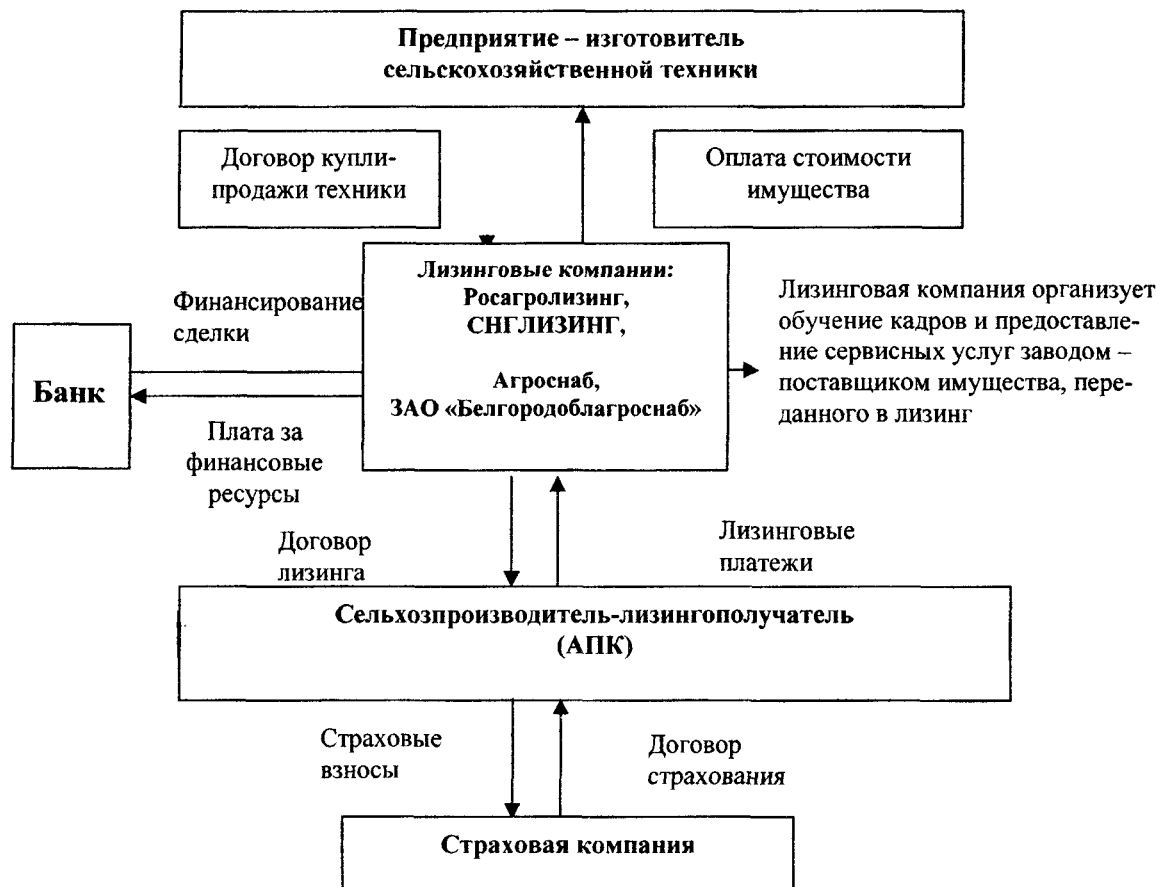 Предприятие – изготовитель
сельскохозяйственной техники
Договор купли-
продажи техники
Оплата стоимости
имущества
Финансирование
сделки
Банк
Плата за
финансовые
ресурсы
Лизинговые компании:
Росагролизинг,
СНГЛИЗИНГ,
Агроснаб,
ЗАО «Белгородоблагроснаб»
Лизинговая компания организует
обучение кадров и предоставле-
ние сервисных услуг заводом –
поставщиком имущества, пере-
данного в лизинг
Договор
лизинга
Лизинговые
платежи
Сельхозпроизводитель-лизингополучатель
(АПК)
Страховые
взносы
Договор
страхования
Страховая компания